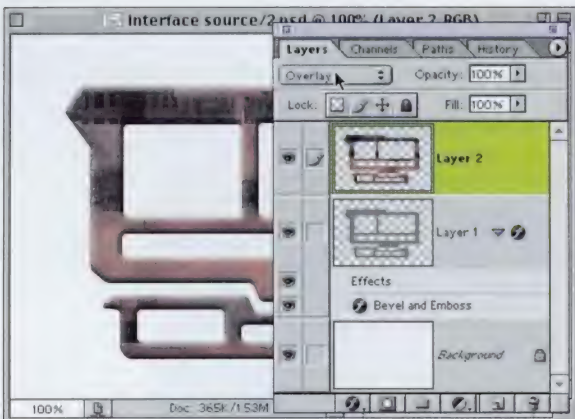 Interface source/2.psd @ 100% (Layer 2, RGB)
Layers Channels Paths History
Overlay Opacity: 100%
Lock: Fill: 100%
Layer 2
Layer 1
Effects
Bevel and Emboss
Background
100% Doc: 365K/1.53M